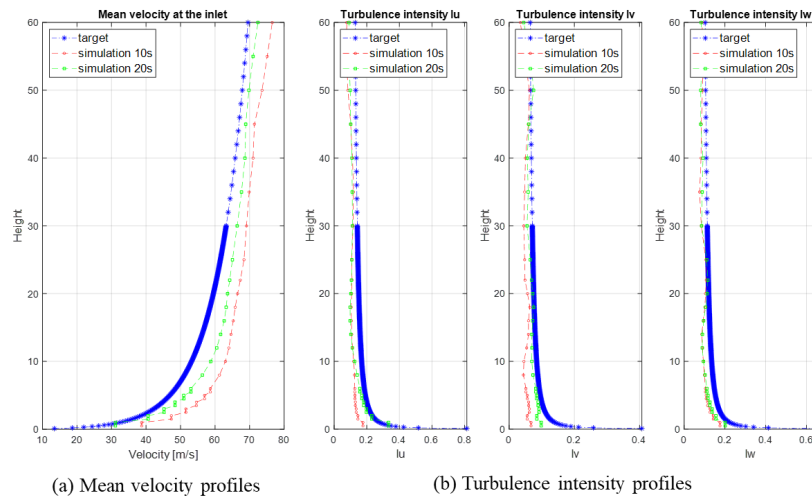 Mean velocity at the inlet
target
simulation 10s
simulation 20s
60
50
40
30
20
10
0
Height
10 20 30 40 50 60 70 80
Velocity [m/s]
Turbulence intensity Iu
target
simulation 10s
simulation 20s
60
50
40
30
20
10
0
Height
0 0.2 0.4 0.6 0.8
Iu
Turbulence intensity Iv
target
simulation 10s
simulation 20s
60
50
40
30
20
10
0
Height
0 0.2 0.4
Iv
Turbulence intensity Iw
target
simulation 10s
simulation 20s
60
50
40
30
20
10
0
Height
0 0.2 0.4 0.6
Iw
(a) Mean velocity profiles
(b) Turbulence intensity profiles